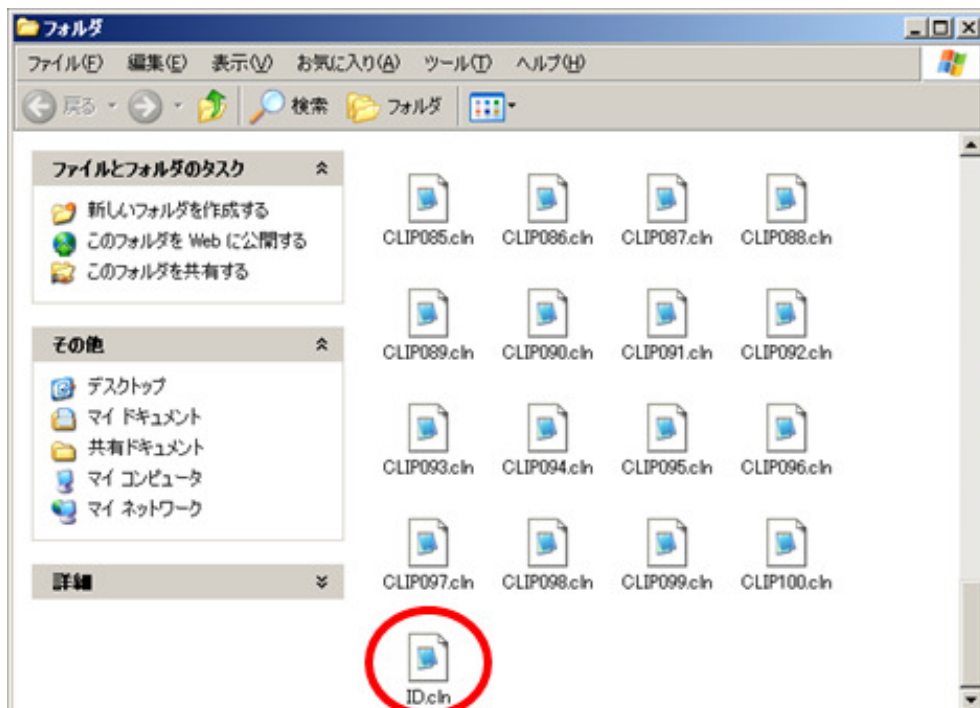 フォルダ
ファイル(F) 編集(E) 表示(V) お気に入り(A) ツール(T) ヘルプ(H)
戻る 検索 フォルダ
ファイルとフォルダのタスク
新しいフォルダを作成する
このフォルダを Web に公開する
このフォルダを共有する
その他
デスクトップ
マイ ドキュメント
共有ドキュメント
マイ コンピュータ
マイ ネットワーク
詳細
CLIP085.cln CLIP086.cln CLIP087.cln CLIP088.cln
CLIP089.cln CLIP090.cln CLIP091.cln CLIP092.cln
CLIP093.cln CLIP094.cln CLIP095.cln CLIP096.cln
CLIP097.cln CLIP098.cln CLIP099.cln CLIP100.cln
ID.cln